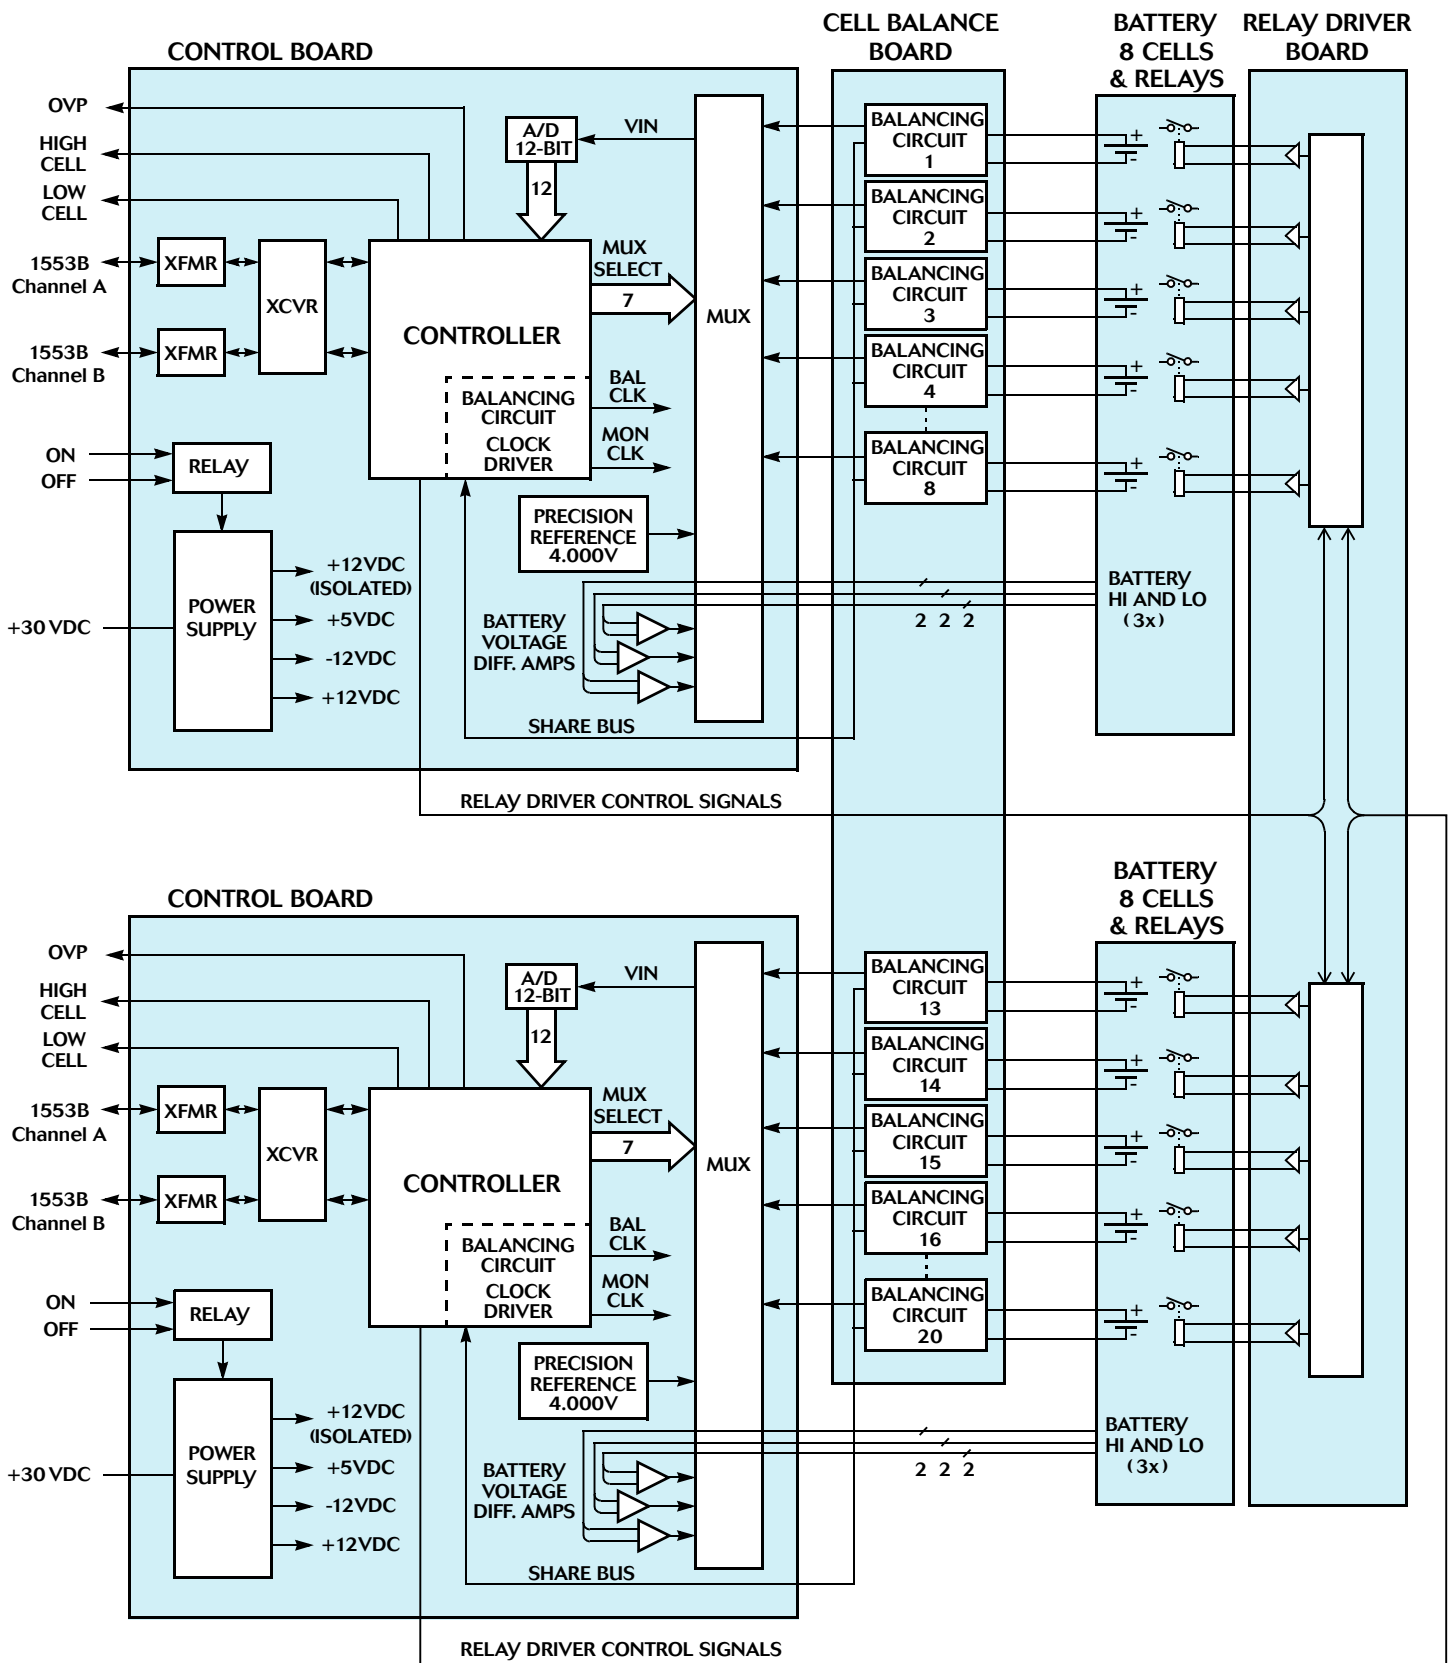 CELL BALANCE
BOARD
BATTERY
8 CELLS
& RELAYS
RELAY DRIVER
BOARD
CONTROL BOARD
OVP
HIGH
CELL
LOW
CELL
1553B
Channel A
1553B
Channel B
ON
OFF
+30 VDC
XFMR
XFMR
XCVR
RELAY
POWER
SUPPLY
+12VDC
(ISOLATED)
+5VDC
-12VDC
+12VDC
A/D
12-BIT
VIN
12
CONTROLLER
MUX
SELECT
7
BALANCING
CIRCUIT
CLOCK
DRIVER
BAL
CLK
MON
CLK
PRECISION
REFERENCE
4.000V
BATTERY
VOLTAGE
DIFF. AMPS
SHARE BUS
MUX
BALANCING
CIRCUIT
1
BALANCING
CIRCUIT
2
BALANCING
CIRCUIT
3
BALANCING
CIRCUIT
4
BALANCING
CIRCUIT
8
+
-
+
-
+
-
+
-
+
-
2 2 2
BATTERY
HI AND LO
(3x)
RELAY DRIVER CONTROL SIGNALS
BATTERY
8 CELLS
& RELAYS
CONTROL BOARD
OVP
HIGH
CELL
LOW
CELL
1553B
Channel A
1553B
Channel B
ON
OFF
+30 VDC
XFMR
XFMR
XCVR
RELAY
POWER
SUPPLY
+12VDC
(ISOLATED)
+5VDC
-12VDC
+12VDC
A/D
12-BIT
VIN
12
CONTROLLER
MUX
SELECT
7
BALANCING
CIRCUIT
CLOCK
DRIVER
BAL
CLK
MON
CLK
PRECISION
REFERENCE
4.000V
BATTERY
VOLTAGE
DIFF. AMPS
SHARE BUS
MUX
BALANCING
CIRCUIT
13
BALANCING
CIRCUIT
14
BALANCING
CIRCUIT
15
BALANCING
CIRCUIT
16
BALANCING
CIRCUIT
20
+
-
+
-
+
-
+
-
+
-
2 2 2
BATTERY
HI AND LO
(3x)
RELAY DRIVER CONTROL SIGNALS